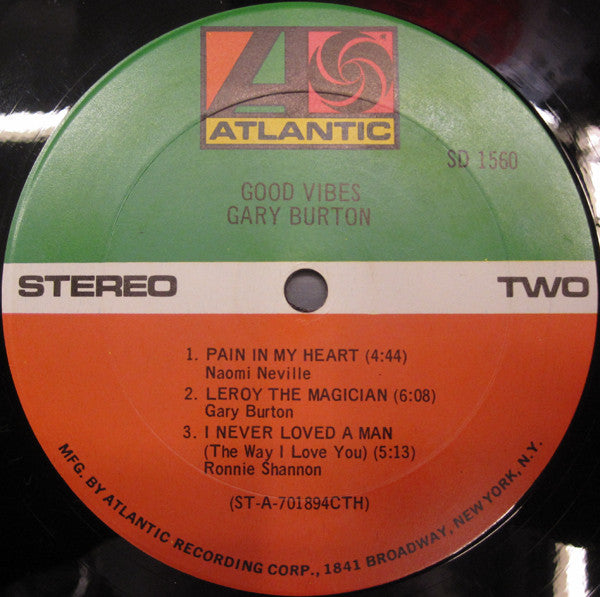 ATLANTIC
SD 1560
GOOD VIBES
GARY BURTON
STEREO
TWO
1. PAIN IN MY HEART (4:44)
Naomi Neville
2. LEROY THE MAGICIAN (6:08)
Gary Burton
3. I NEVER LOVED A MAN
(The Way I Love You) (5:13)
Ronnie Shannon
(ST-A-701894CTH)
MFG. BY ATLANTIC RECORDING CORP., 1841 BROADWAY, NEW YORK, N.Y.